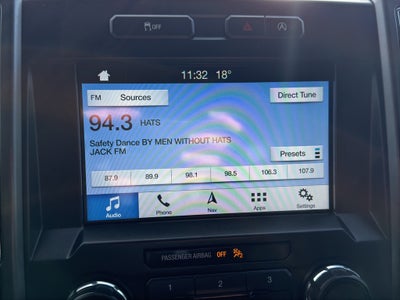 OFF
11:32 18°
FM Sources Direct Tune
94.3 HATS
Safety Dance BY MEN WITHOUT HATS
JACK FM
Presets
87.9 89.9 98.1 98.5 106.3 107.9
Audio Phone Nav Apps Settings
PASSENGER AIRBAG OFF
1 2 3